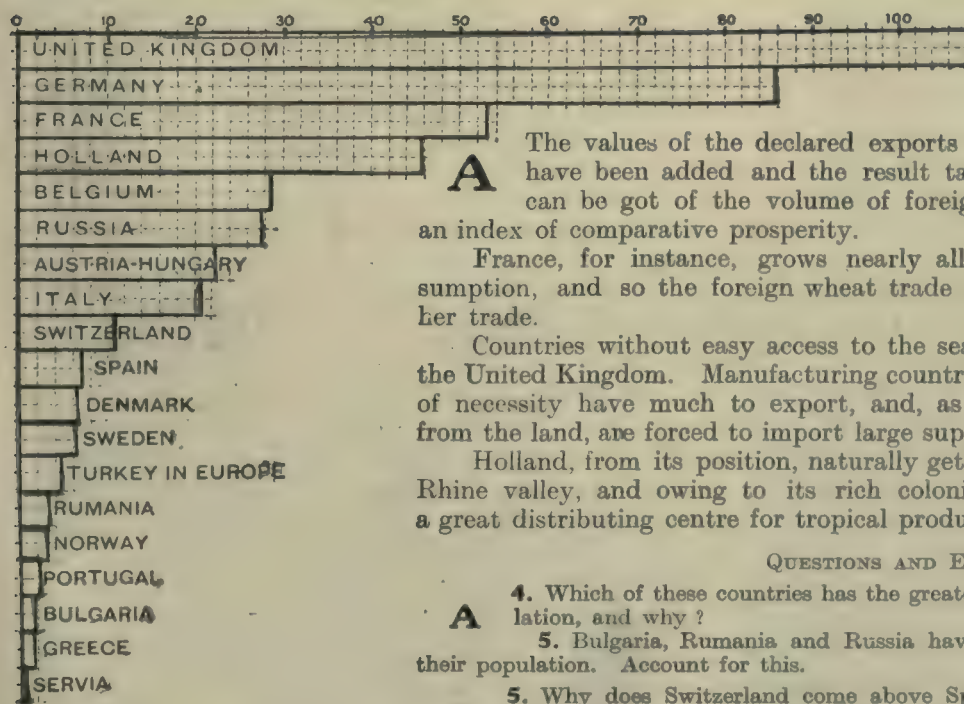 0 10 20 30 40 50 60 70 80 90 100
UNITED KINGDOM
GERMANY
FRANCE
HOLLAND
BELGIUM
RUSSIA
AUSTRIA-HUNGARY
ITALY
SWITZERLAND
SPAIN
DENMARK
SWEDEN
TURKEY IN EUROPE
RUMANIA
NORWAY
PORTUGAL
BULGARIA
GREECE
SERVIA
The values of the declared exports
A have been added and the result ta
can be got of the volume of foreig
an index of comparative prosperity.
France, for instance, grows nearly all
sumption, and so the foreign wheat trade
her trade.
Countries without easy access to the sea
the United Kingdom. Manufacturing countr
of necessity have much to export, and, as
from the land, are forced to import large sup
Holland, from its position, naturally get
Rhine valley, and owing to its rich coloni
a great distributing centre for tropical produ
QUESTIONS AND E
4. Which of these countries has the great
A lation, and why ?
5. Bulgaria, Rumania and Russia hav
their population. Account for this.
5. Why does Switzerland come above Sp